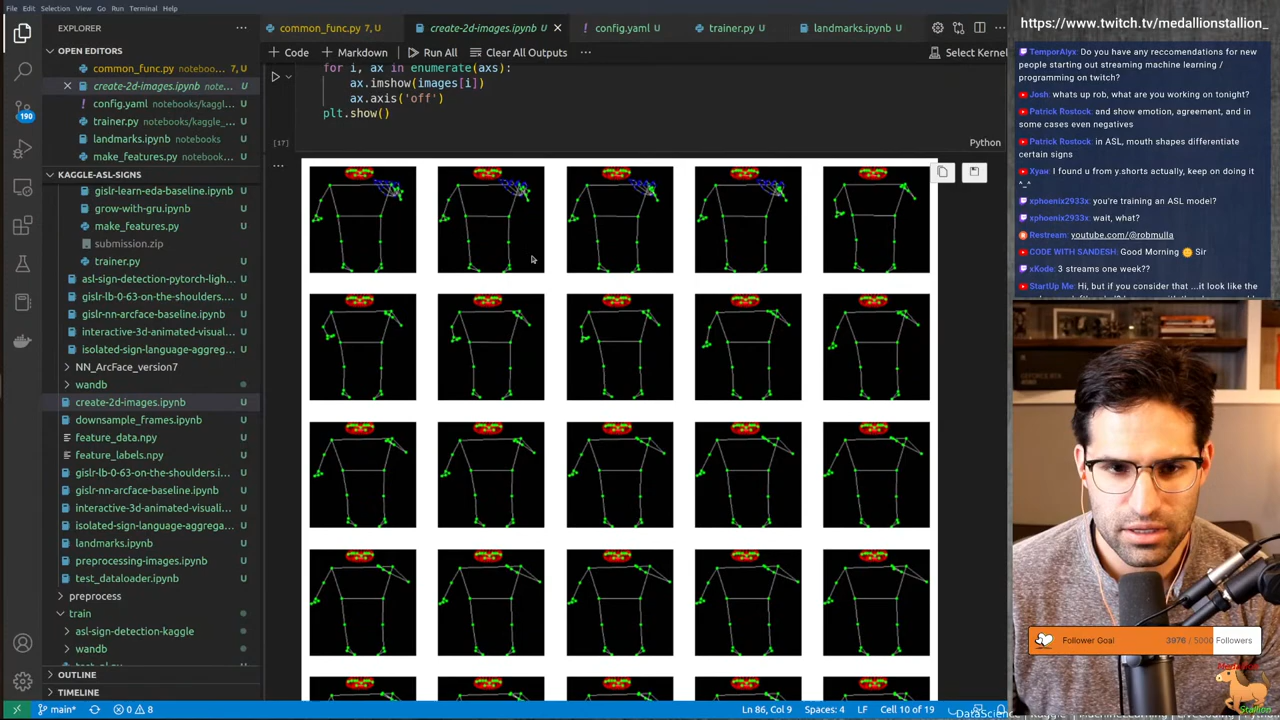 File Edit Selection View Go Run Terminal Help
https://www.twitch.tv/medallionstallion_
common_func.py 7, U
create-2d-images.ipynb U
config.yaml U
trainer.py U
landmarks.ipynb U
EXPLORER
OPEN EDITORS
common_func.py noteboo... 7, U
create-2d-images.ipynb note... U
config.yaml notebooks/kaggl... U
trainer.py notebooks/kaggle_... U
landmarks.ipynb notebooks U
make_features.py notebook... U
KAGGLE-ASL-SIGNS
gislr-learn-eda-baseline.ipynb U
grow-with-gru.ipynb U
make_features.py U
submission.zip
trainer.py U
asl-sign-detection-pytorch-ligh... U
gislr-lb-0-63-on-the-shoulders.... U
gislr-nn-arcface-baseline.ipynb U
interactive-3d-animated-visual... U
isolated-sign-language-aggreg... U
NN_ArcFace_version7
wandb
create-2d-images.ipynb U
downsample_frames.ipynb U
feature_data.npy U
feature_labels.npy U
gislr-lb-0-63-on-the-shoulders.i... U
gislr-nn-arcface-baseline.ipynb U
interactive-3d-animated-visuali... U
isolated-sign-language-aggrega... U
landmarks.ipynb U
preprocessing-images.ipynb U
test_dataloader.ipynb U
preprocess
train
asl-sign-detection-kaggle
wandb
OUTLINE
TIMELINE
190
+ Code + Markdown Run All Clear All Outputs ... Select Kernel
for i, ax in enumerate(axs):
ax.imshow(images[i])
ax.axis('off')
plt.show()
[17]
Python
TemporAlyx: Do you have any reccomendations for new
people starting out streaming machine learning /
programming on twitch?
Josh: whats up rob, what are you working on tonight?
Patrick Rostock: and show emotion, agreement, and in
some cases even negatives
Patrick Rostock: in ASL, mouth shapes differentiate
certain signs
Хуан: I found u from y.shorts actually, keep on doing it
^_^
xphoenix2933x: you're training an ASL model?
xphoenix2933x: wait, what?
Restream: youtube.com/@robmulla
CODE WITH SANDESH: Good Morning 🌞 Sir
xKode: 3 streams one week??
StartUp Me: Hi, but if you consider that ...it look like the
Follower Goal 3976 / 5000 Followers
Stallion
main* 0 8
Ln 86, Col 9 Spaces: 4 LF Cell 10 of 19